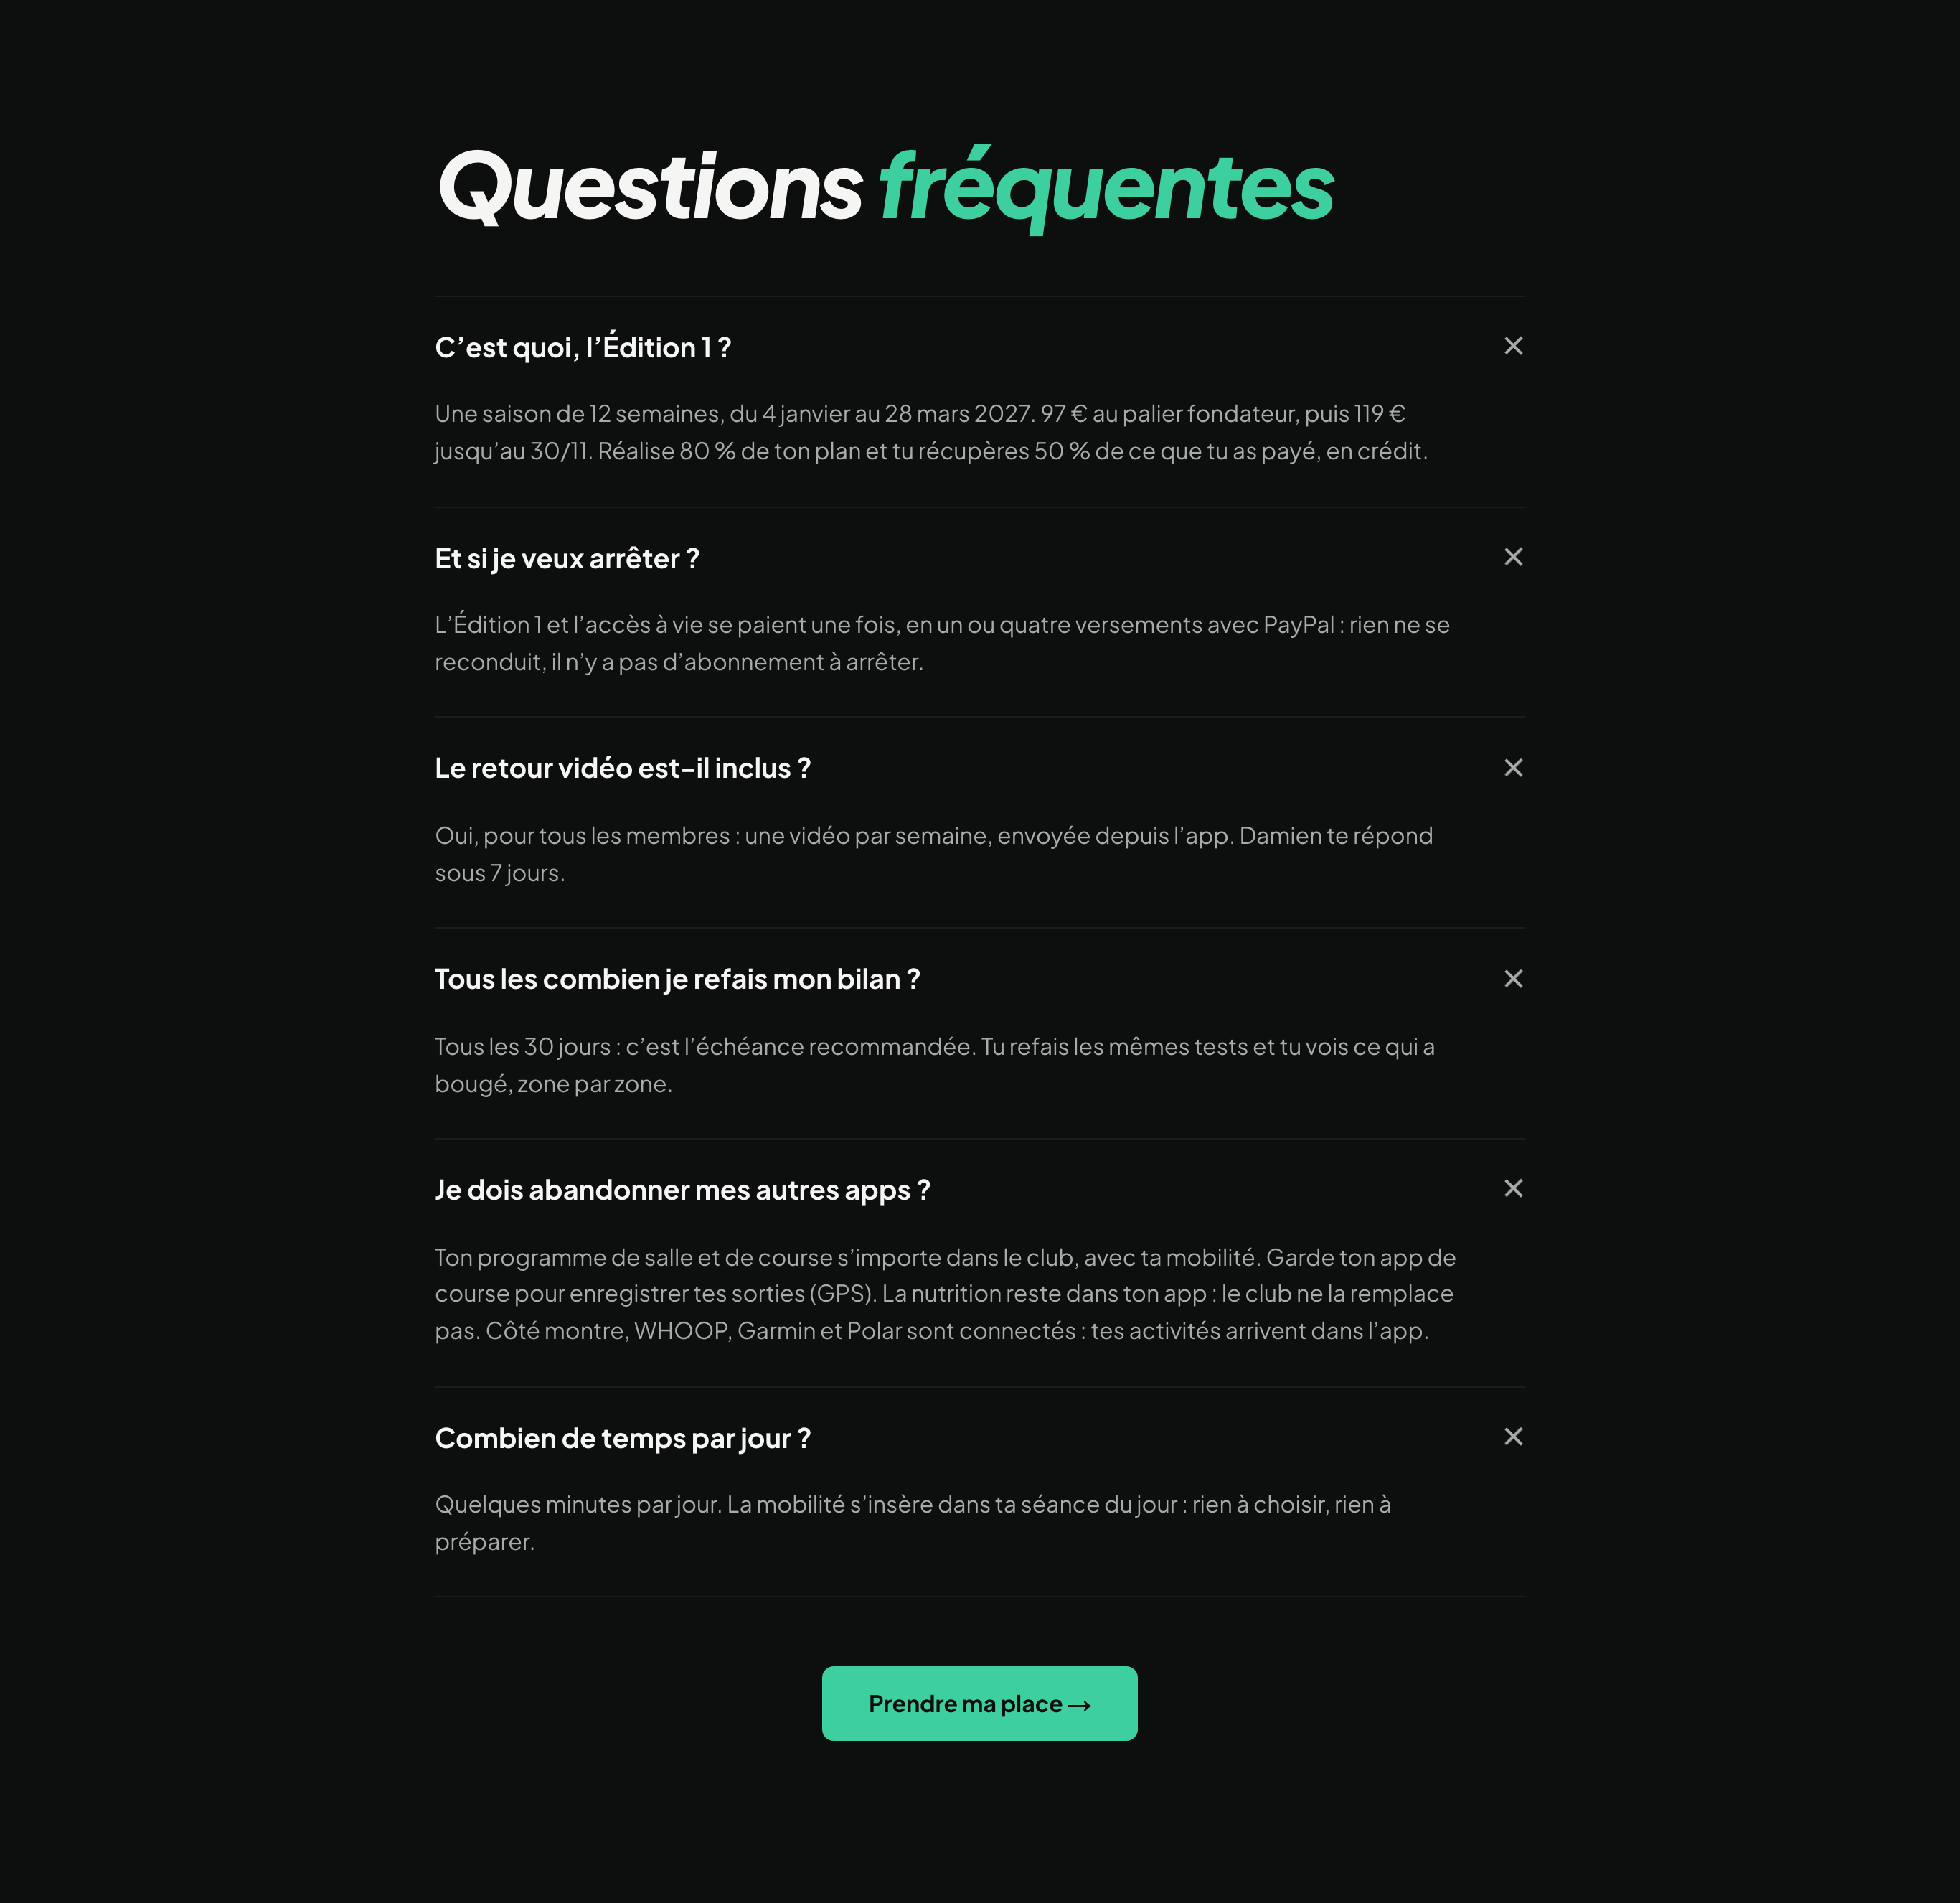 Questions fréquentes
C’est quoi, l’Édition 1 ?
Une saison de 12 semaines, du 4 janvier au 28 mars 2027. 97 € au palier fondateur, puis 119 €
jusqu’au 30/11. Réalise 80 % de ton plan et tu récupères 50 % de ce que tu as payé, en crédit.
Et si je veux arrêter ?
L’Édition 1 et l’accès à vie se paient une fois, en un ou quatre versements avec PayPal : rien ne se
reconduit, il n’y a pas d’abonnement à arrêter.
Le retour vidéo est-il inclus ?
Oui, pour tous les membres : une vidéo par semaine, envoyée depuis l’app. Damien te répond
sous 7 jours.
Tous les combien je refais mon bilan ?
Tous les 30 jours : c’est l’échéance recommandée. Tu refais les mêmes tests et tu vois ce qui a
bougé, zone par zone.
Je dois abandonner mes autres apps ?
Ton programme de salle et de course s’importe dans le club, avec ta mobilité. Garde ton app de
course pour enregistrer tes sorties (GPS). La nutrition reste dans ton app : le club ne la remplace
pas. Côté montre, WHOOP, Garmin et Polar sont connectés : tes activités arrivent dans l’app.
Combien de temps par jour ?
Quelques minutes par jour. La mobilité s’insère dans ta séance du jour : rien à choisir, rien à
préparer.
Prendre ma place →